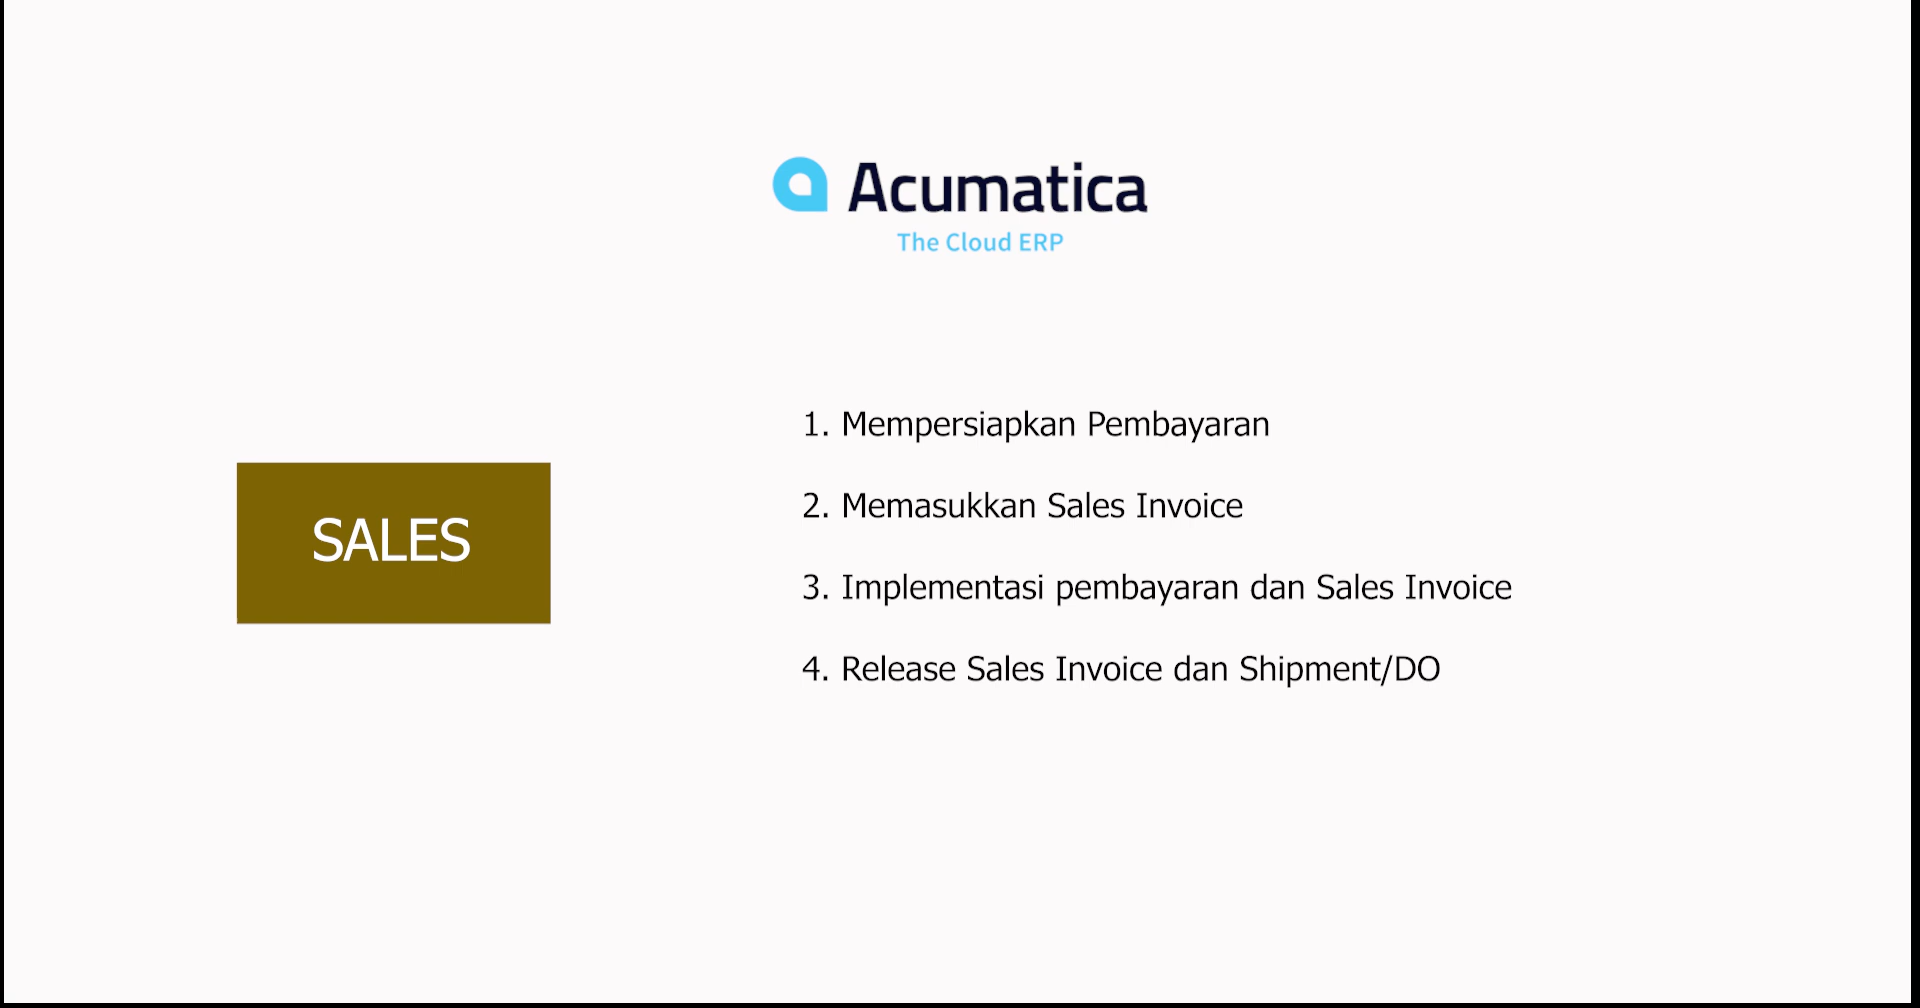 Acumatica
The Cloud ERP
SALES
1. Mempersiapkan Pembayaran
2. Memasukkan Sales Invoice
3. Implementasi pembayaran dan Sales Invoice
4. Release Sales Invoice dan Shipment/DO